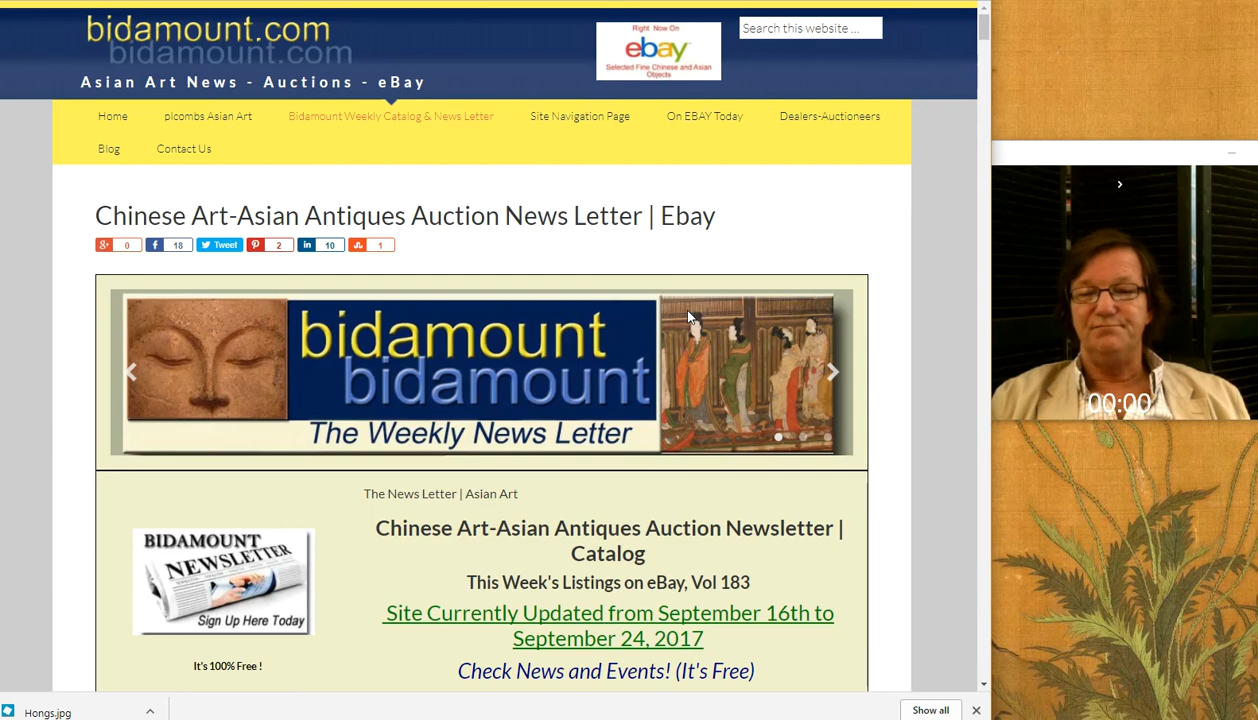 bidamount.com
bidamount.com
Asian Art News - Auctions - eBay
Right Now On
ebay
Selected Fine Chinese and Asian
Objects
Search this website ...
Home
plcombs Asian Art
Bidamount Weekly Catalog & News Letter
Site Navigation Page
On EBAY Today
Dealers-Auctioneers
Blog
Contact Us
Chinese Art-Asian Antiques Auction News Letter | Ebay
0
18
Tweet
2
10
1
bidamount
bidamount
The Weekly News Letter
The News Letter | Asian Art
BIDAMOUNT
NEWSLETTER
Sign Up Here Today
It's 100% Free !
Chinese Art-Asian Antiques Auction Newsletter |
Catalog
This Week's Listings on eBay, Vol 183
Site Currently Updated from September 16th to
September 24, 2017
Check News and Events! (It's Free)
00:00
Hongs.jpg
Show all